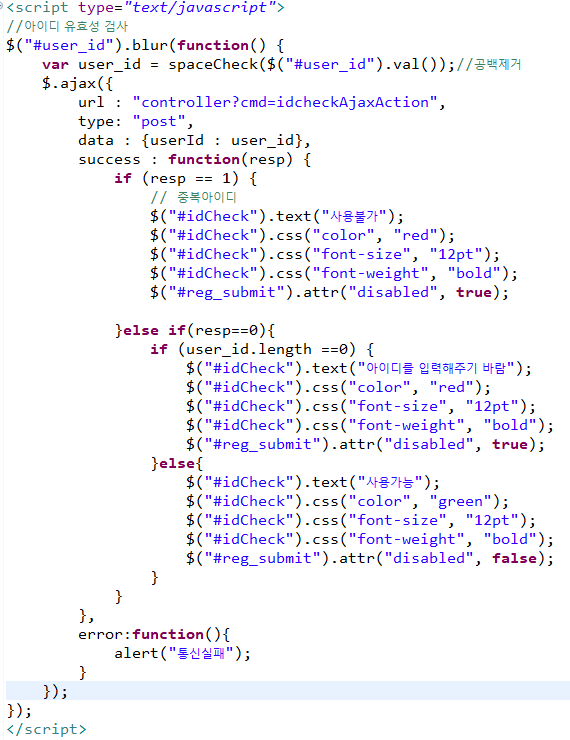 <script type="text/javascript">
//아이디 유효성 검사
$("#user_id").blur(function() {
    var user_id = spaceCheck($("#user_id").val());//공백제거
    $.ajax({
        url : "controller?cmd=idcheckAjaxAction",
        type: "post",
        data : {userId : user_id},
        success : function(resp) {
            if (resp == 1) {
                // 중복아이디
                $("#idCheck").text("사용불가");
                $("#idCheck").css("color", "red");
                $("#idCheck").css("font-size", "12pt");
                $("#idCheck").css("font-weight", "bold");
                $("#reg_submit").attr("disabled", true);

            }else if(resp==0){
                if (user_id.length ==0) {
                    $("#idCheck").text("아이디를 입력해주기 바람");
                    $("#idCheck").css("color", "red");
                    $("#idCheck").css("font-size", "12pt");
                    $("#idCheck").css("font-weight", "bold");
                    $("#reg_submit").attr("disabled", true);
                }else{
                    $("#idCheck").text("사용가능");
                    $("#idCheck").css("color", "green");
                    $("#idCheck").css("font-size", "12pt");
                    $("#idCheck").css("font-weight", "bold");
                    $("#reg_submit").attr("disabled", false);
                }
            }
        },
        error:function(){
            alert("통신실패");
        }
    });
});
</script>